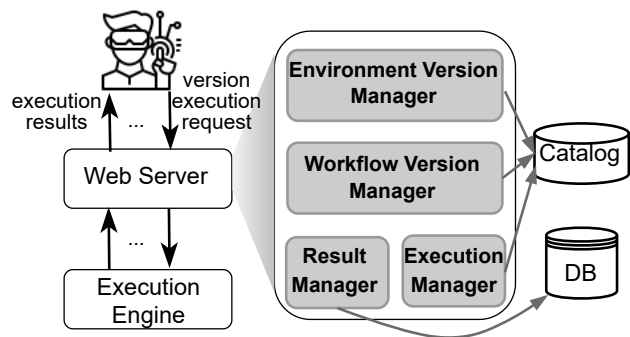 execution
results
...
version
execution
request
Web Server
...
Execution
Engine
Environment Version
Manager
Workflow Version
Manager
Result
Manager
Execution
Manager
Catalog
DB